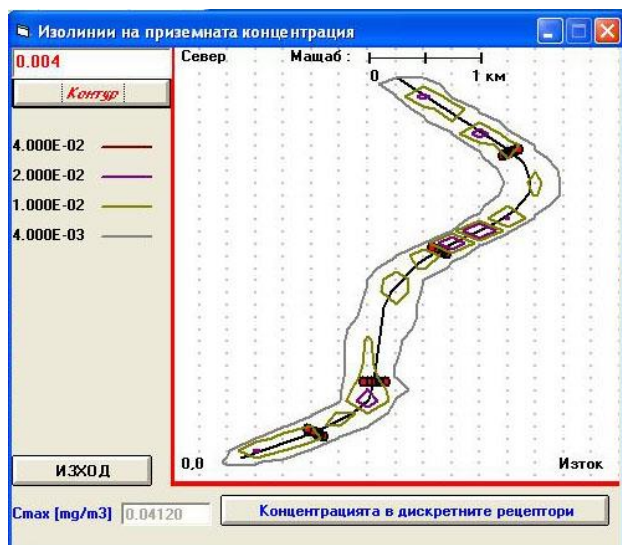 Изолинии на приземната концентрация
0.004
Север
Мащаб :
0
1 км
Контур
4.000E-02
2.000E-02
1.000E-02
4.000E-03
ИЗХОД
0,0
Изток
Cmax [mg/m3]
0.04120
Концентрацията в дискретните рецептори